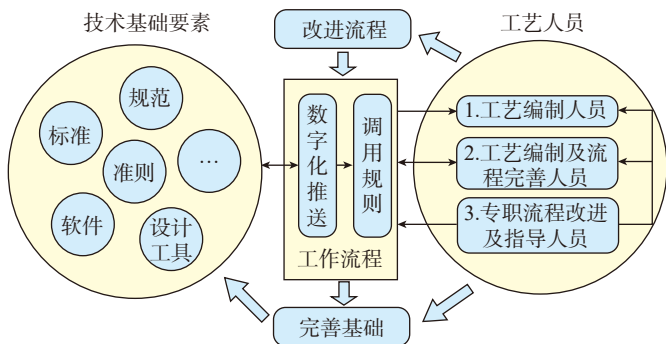 技术基础要素
改进流程
工艺人员
规范
标准
准则
…
软件
设计
工具
数字化推送
调用规则
工作流程
1.工艺编制人员
2.工艺编制及流
程完善人员
3.专职流程改进
及指导人员
完善基础